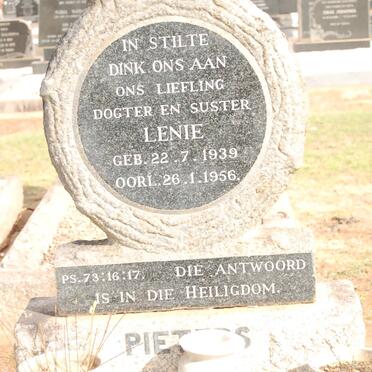 IN STILTE
DINK ONS AAN
ONS LIEFLING
DOGTER EN SUSTER
LENIE
GEB. 22.7.1939
OORL. 26.1.1956.
PS. 73:16:17. DIE ANTWOORD
IS IN DIE HEILIGDOM.